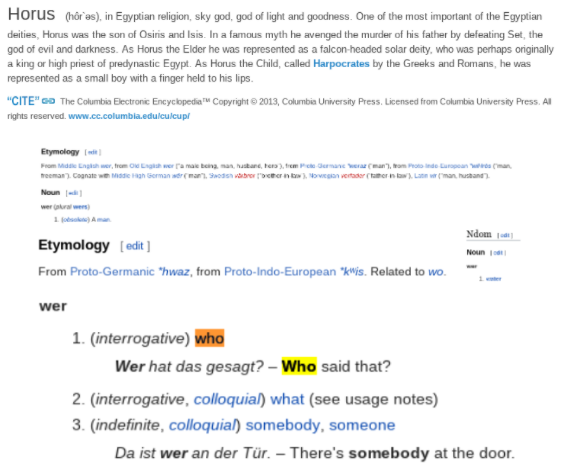 Horus (hôr´əs), in Egyptian religion, sky god, god of light and goodness. One of the most important of the Egyptian
deities, Horus was the son of Osiris and Isis. In a famous myth he avenged the murder of his father by defeating Set, the
god of evil and darkness. As Horus the Elder he was represented as a falcon-headed solar deity, who was perhaps originally
a king or high priest of predynastic Egypt. As Horus the Child, called Harpocrates by the Greeks and Romans, he was
represented as a small boy with a finger held to his lips.
“CITE” The Columbia Electronic Encyclopedia™ Copyright © 2013, Columbia University Press. Licensed from Columbia University Press. All
rights reserved. www.cc.columbia.edu/cu/cup/
Etymology [ edit ]
From Middle English wer, from Old English wer ("a male being, man, husband, hero"), from Proto-Germanic *weraz ("man"), from Proto-Indo-European ("man,
freeman"). Cognate with Middle High German wër ("man"), Swedish ("brother-in-law"), Norwegian ("father-in-law"), Latin vir ("man, husband").
Noun [ edit ]
wer (plural wers)
1. (obsolete) A man.
Etymology [ edit ]
From Proto-Germanic *hwaz, from Proto-Indo-European *kʷis. Related to wo.
Ndom [ edit ]
Noun [ edit ]
wer
1. water
wer
1. (interrogative) who
Wer hat das gesagt? – Who said that?
2. (interrogative, colloquial) what (see usage notes)
3. (indefinite, colloquial) somebody, someone
Da ist wer an der Tür. – There's somebody at the door.